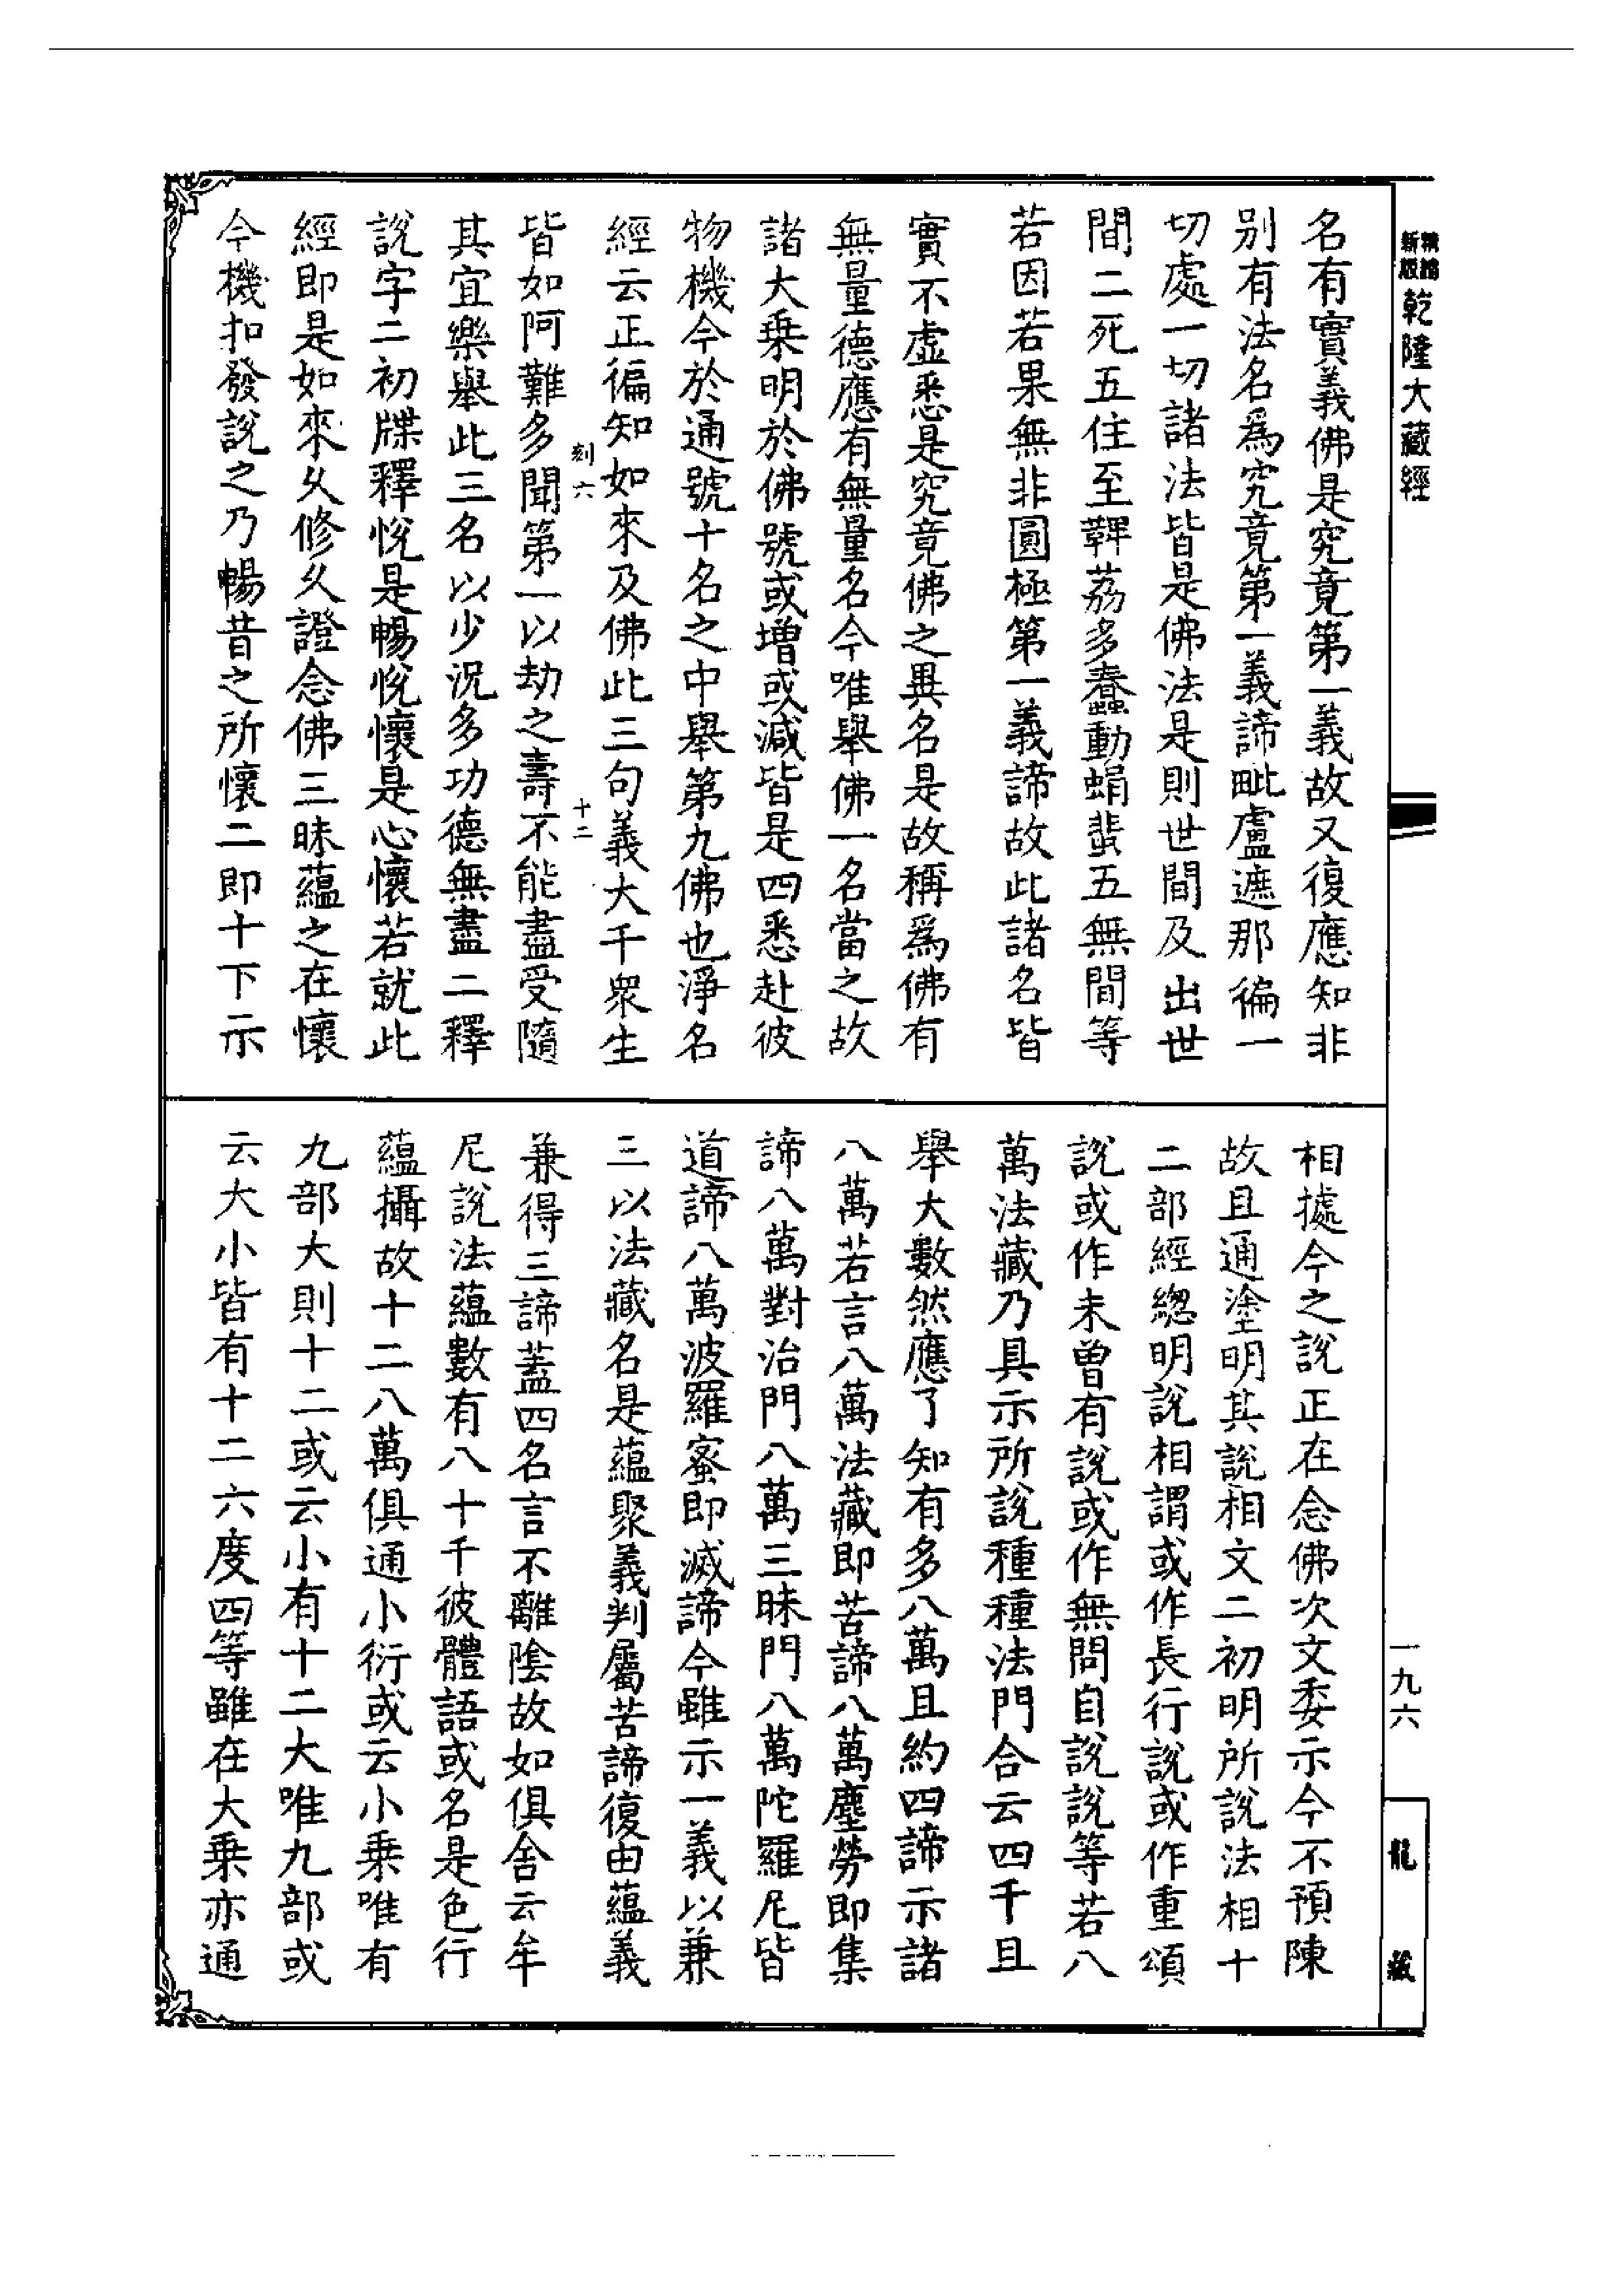 新編
縮版
乾隆大藏經
名有實義佛是究竟第一義故又復應知非
别有法名爲究竟第一義諦毗盧遮那徧一
切處一切諸法皆是佛法是則世間及出世
間二死五住至鞞荔多蠢動蜎蜚五無間等
若因若果無非圓極第一義諦故此諸名皆
實不虛悉是究竟佛之異名是故稱爲佛有
無量德應有無量名今唯舉佛一名當之故
諸大乗明於佛號或增或減皆是四悉赴彼
物機今於通號十名之中舉第九佛也淨名
經云正徧知如來及佛此三句義大千衆生
刻六 十二
皆如阿難多聞第一以劫之壽不能盡受隨
其宜樂舉此三名以少況多功德無盡二釋
說字二初牒釋悅是暢悅懷是心懷若就此
經即是如來乆修乆證念佛三昧蘊之在懷
今機扣發說之乃暢昔之所懷二即十下示
相據今之說正在念佛次文委示今不預陳
故且通塗明其說相文二初明所說法相十
二部經緫明說相謂或作長行說或作重頌
說或作未曾有說或作無問自說說等若八
萬法藏乃具示所說種種法門合云四千且
舉大數然應了知有多八萬且約四諦示諸
八萬若言八萬法藏即苦諦八萬塵勞即集
諦八萬對治門八萬三昧門八萬陀羅尼皆
道諦八萬波羅蜜即滅諦今雖示一義以兼
三以法藏名是蘊聚義判屬苦諦復由蘊義
兼得三諦蓋四名言不離陰故如俱舍云牟
尼說法蘊數有八十千彼體語或名是色行
蘊攝故十二八萬俱通小衍或云小乗唯有
九部大則十二或云小有十二大唯九部或
云大小皆有十二六度四等雖在大乗亦通
一九六
龍藏